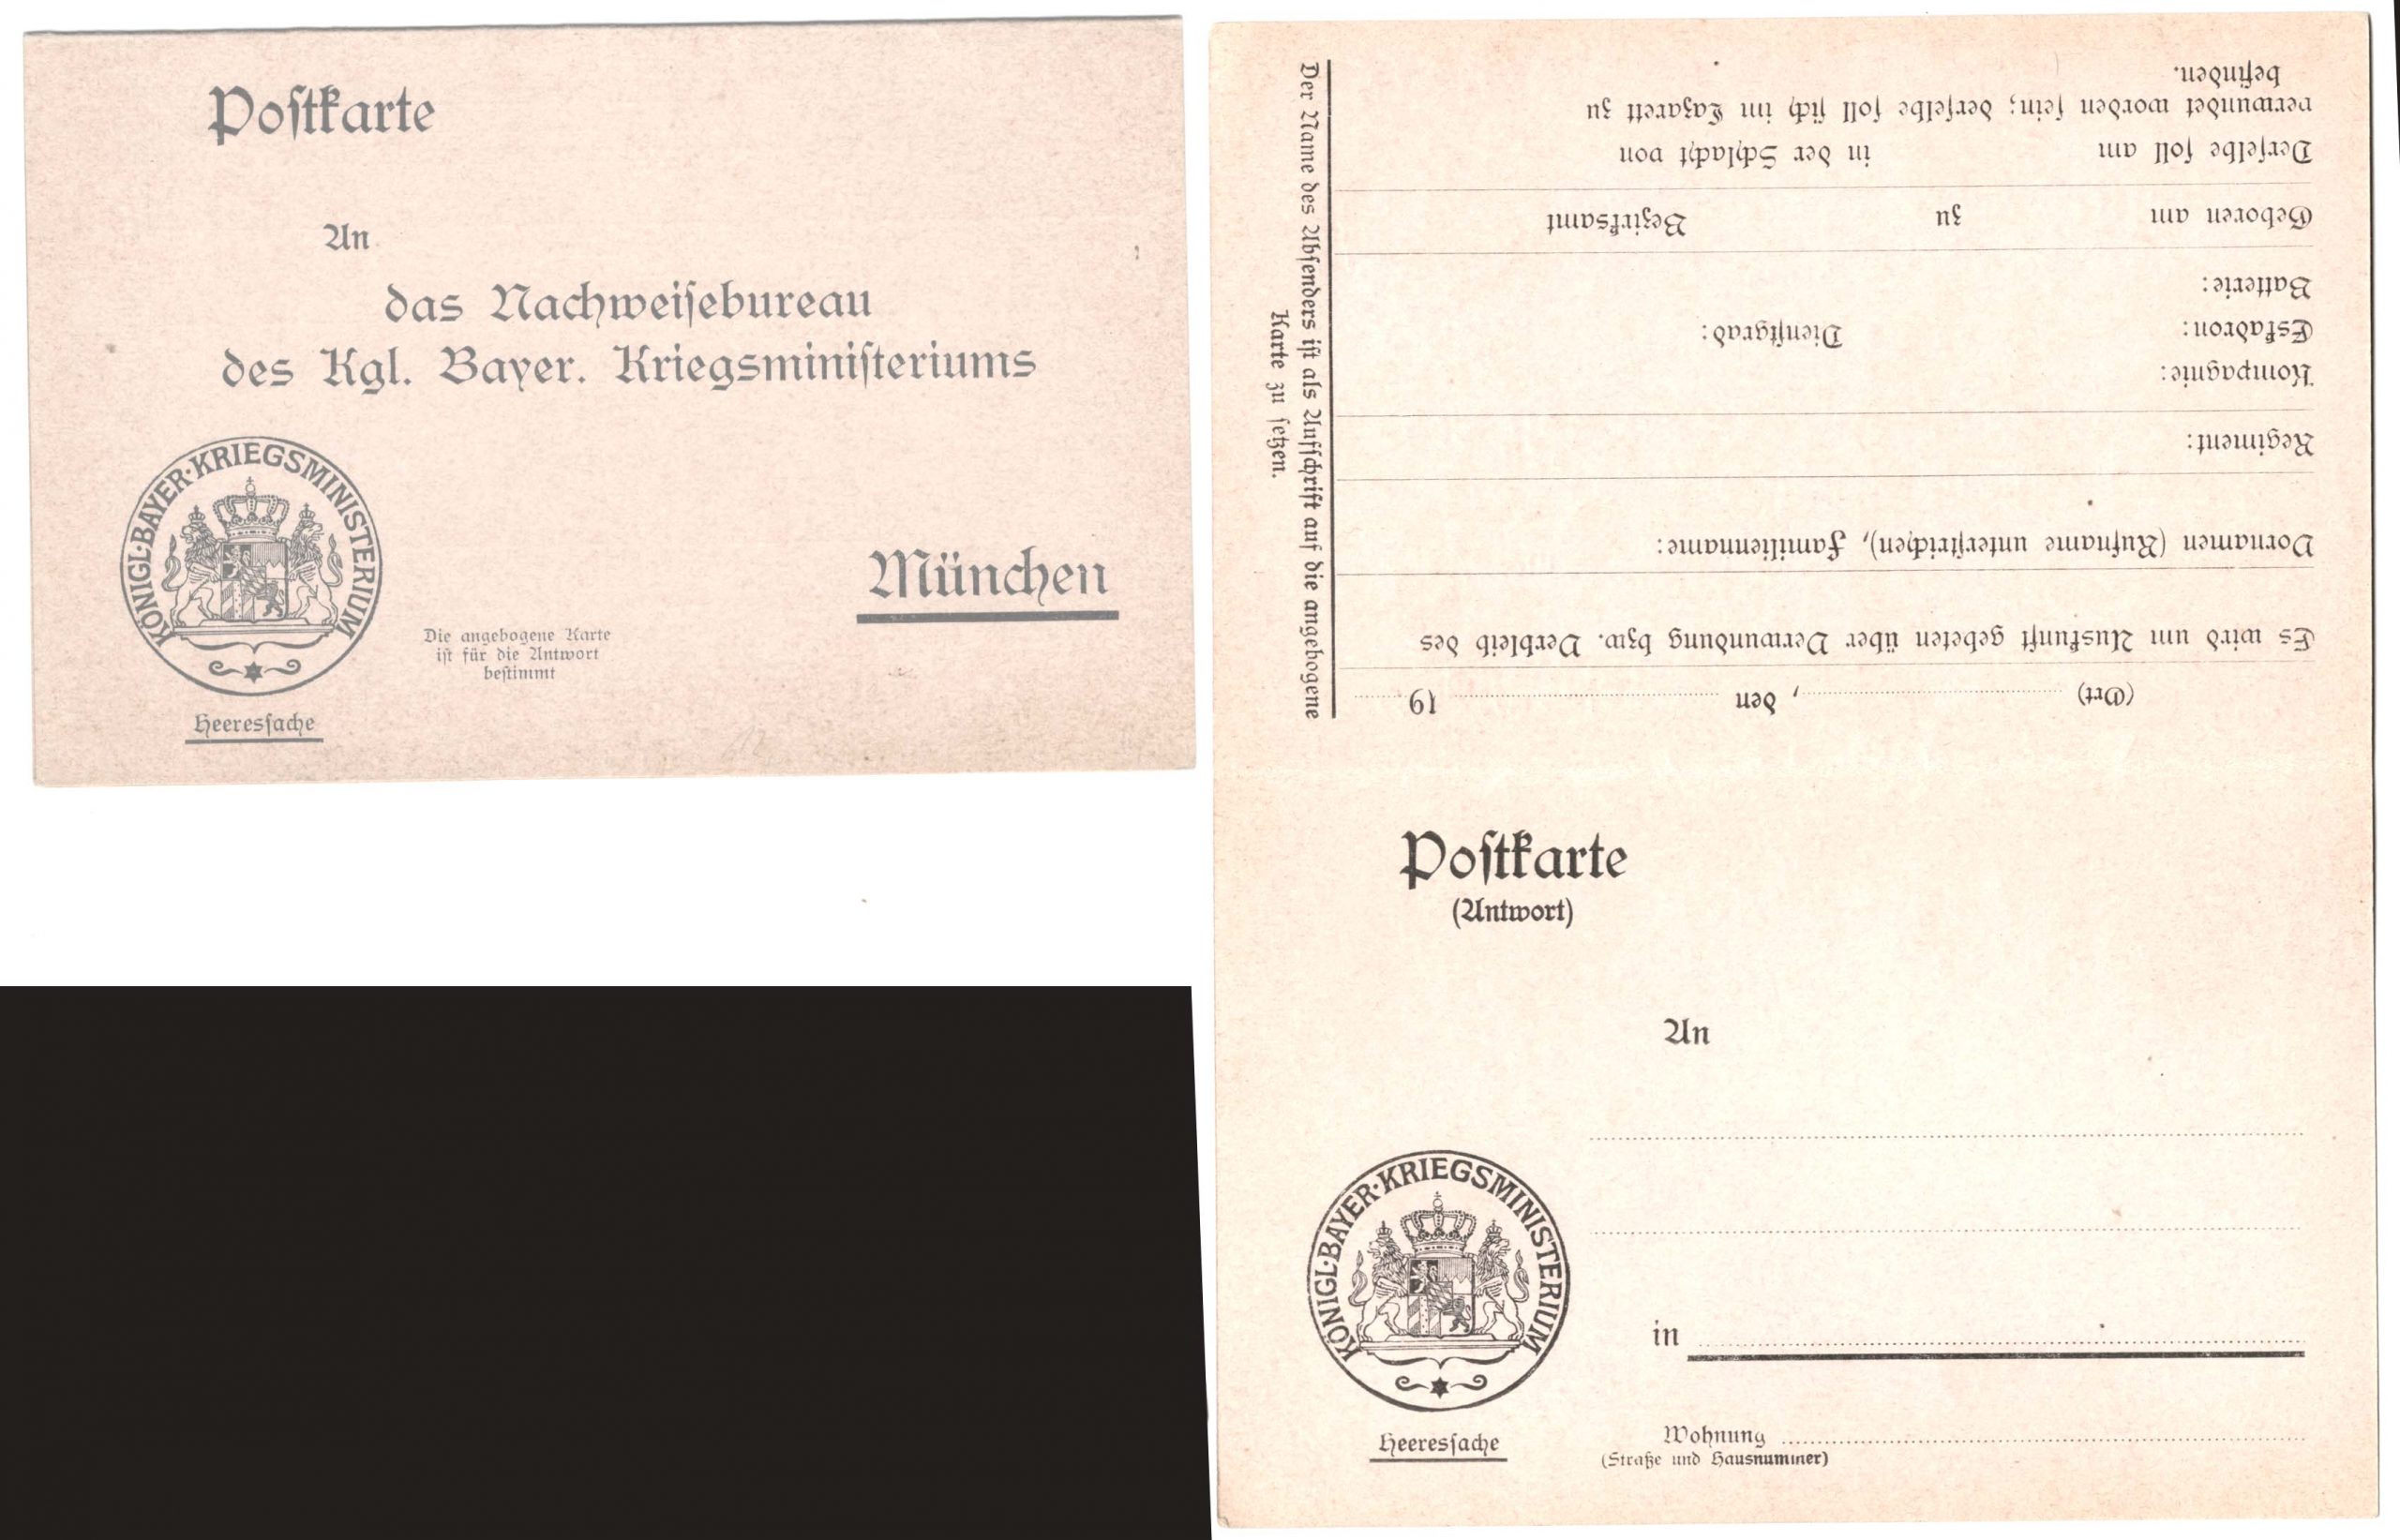 Postkarte
An
das Nachweisebureau
des Kgl. Bayer. Kriegsministeriums
München
KÖNIGL·BAYER·KRIEGSMINISTERIUM
Die angebogene Karte
ist für die Antwort
bestimmt
Heeressache
(Ort) , den 19
Es wird um Auskunft gebeten über Verwundung bzw. Verbleib des
Vornamen (Rufname unterstrichen), Familienname:
Regiment:
Kompagnie:
Eskadron: Dienstgrad:
Batterie:
Geboren am zu Bezirksamt
Derselbe soll am in der Schlacht von
verwundet worden sein; derselbe soll sich im Lazarett zu
befinden.
Der Name des Absenders ist als Aufschrift auf die angebogene
Karte zu setzen.
Postkarte
(Antwort)
An
KÖNIGL·BAYER·KRIEGSMINISTERIUM
in
Heeressache
Wohnung
(Straße und Hausnummer)